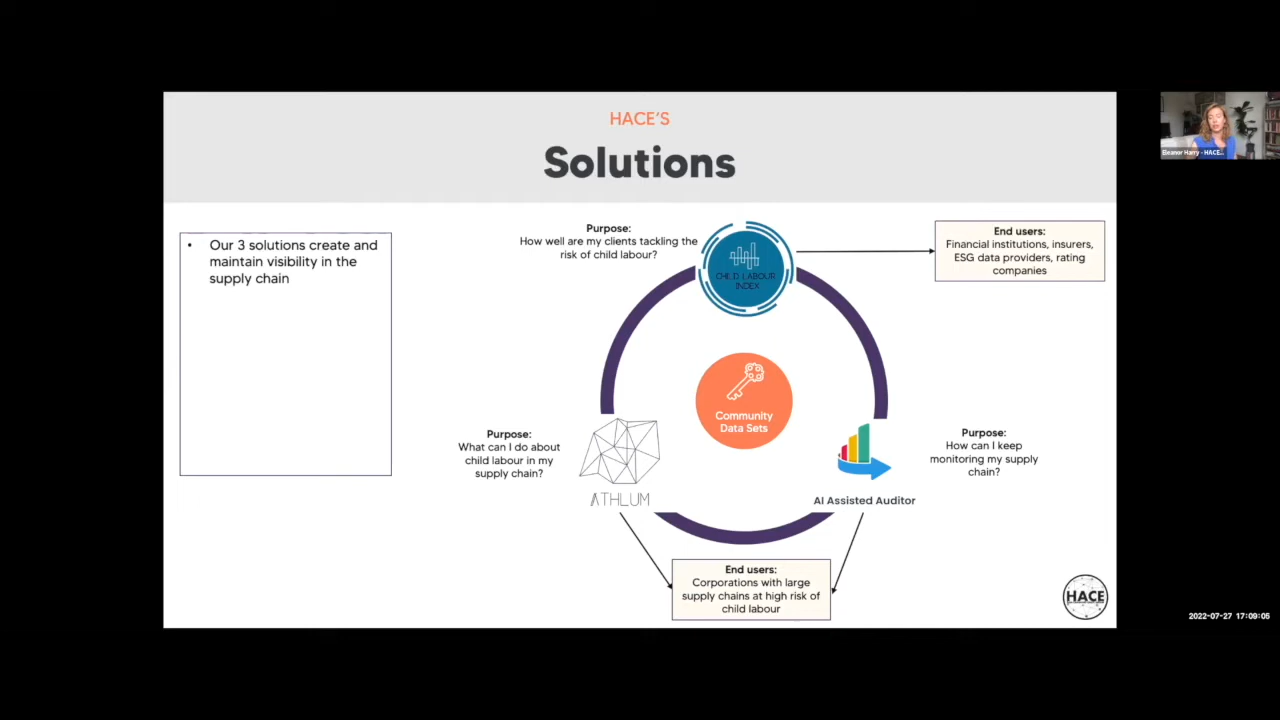 HACE'S
Solutions
• Our 3 solutions create and
maintain visibility in the
supply chain
Purpose:
How well are my clients tackling the
risk of child labour?
CHILD LABOUR
INDEX
End users:
Financial institutions, insurers,
ESG data providers, rating
companies
Community
Data Sets
Purpose:
What can I do about
child labour in my
supply chain?
ATHLUM
AI Assisted Auditor
Purpose:
How can I keep
monitoring my supply
chain?
End users:
Corporations with large
supply chains at high risk of
child labour
HACE
Eleanor Harry - HACE...
2022-07-27 17:09:05